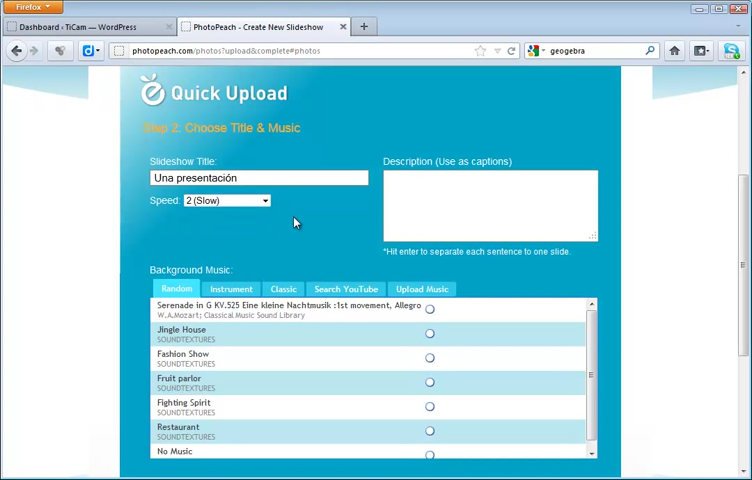 Firefox
Dashboard ‹ TiCam — WordPress
PhotoPeach - Create New Slideshow
photopeach.com/photos?upload&complete#photos
geogebra
Quick Upload
Step 2: Choose Title & Music
Slideshow Title:
Description (Use as captions)
Una presentación
Speed: 2 (Slow)
*Hit enter to separate each sentence to one slide.
Background Music:
Random Instrument Classic Search YouTube Upload Music
Serenade in G KV.525 Eine kleine Nachtmusik :1st movement, Allegro
W.A.Mozart; Classical Music Sound Library
Jingle House
SOUNDTEXTURES
Fashion Show
SOUNDTEXTURES
Fruit parlor
SOUNDTEXTURES
Fighting Spirit
SOUNDTEXTURES
Restaurant
SOUNDTEXTURES
No Music